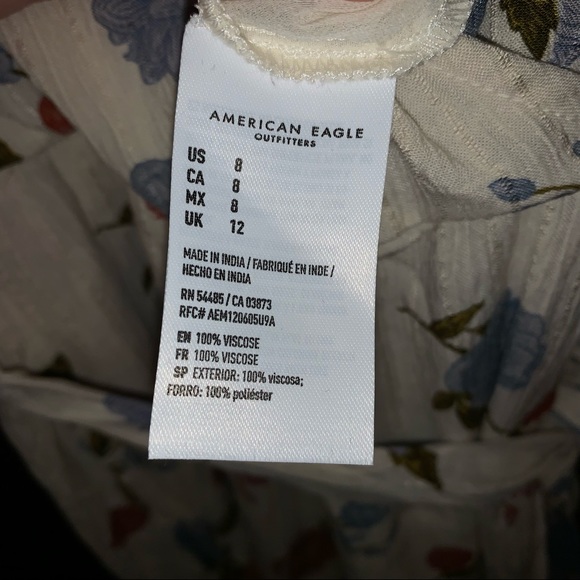 AMERICAN EAGLE
OUTFITTERS
US 8
CA 8
MX 8
UK 12
MADE IN INDIA / FABRIQUÉ EN INDE /
HECHO EN INDIA
RN 54485 / CA 03873
RFC# AEM120605U9A
EN 100% VISCOSE
FR 100% VISCOSE
SP EXTERIOR: 100% viscosa;
FORRO: 100% poliéster